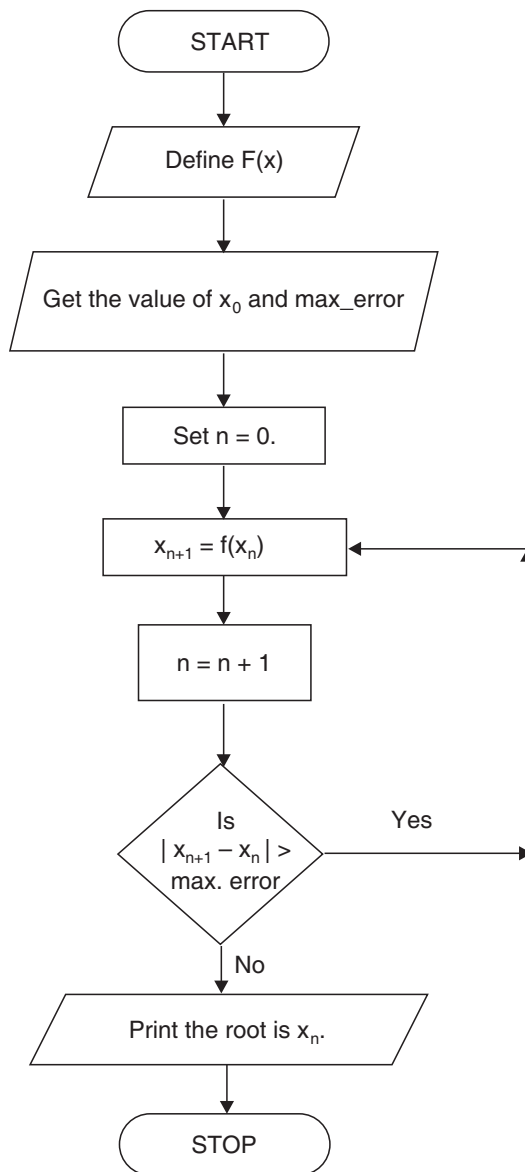 START
Define F(x)
Get the value of x₀ and max_error
Set n = 0.
xₙ₊₁ = f(xₙ)
n = n + 1
Is
| xₙ₊₁ – xₙ | >
max. error
Yes
No
Print the root is xₙ.
STOP